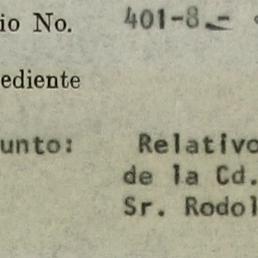 io No. 401-8.-
ediente
unto: Relativo
de la Cd.
Sr. Rodol